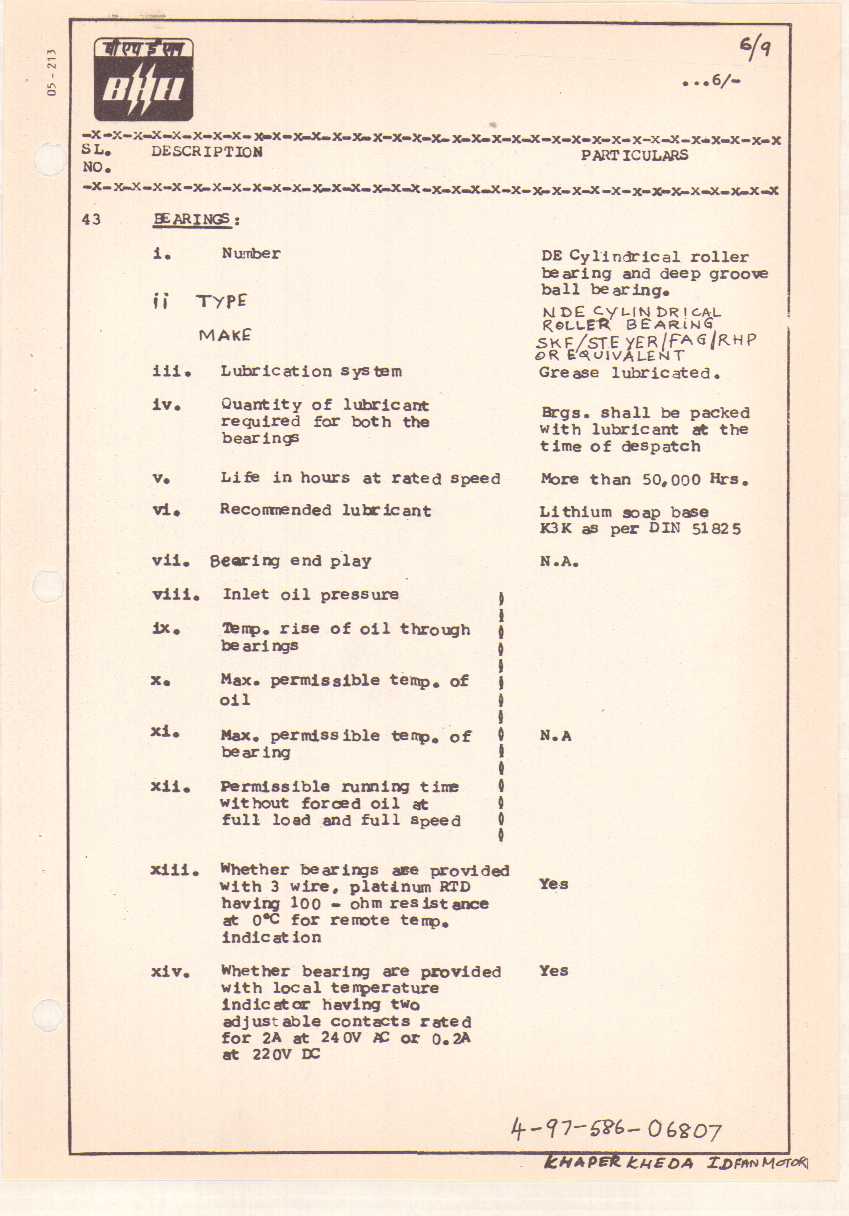 05-213
बीएचईएल
BHEL
6/9
...6/-
-x-x-x-x-x-x-x-x-x-x-x-x-x-x-x-x-x-x-x-x-x-x-x-x-x-x-x-x-x-x-x-x-x-x-x
SL. DESCRIPTION PARTICULARS
NO.
-x-x-x-x-x-x-x-x-x-x-x-x-x-x-x-x-x-x-x-x-x-x-x-x-x-x-x-x-x-x-x-x-x-x-x
43 BEARINGS:
i. Number DE Cylindrical roller
bearing and deep groove
ball bearing.
ii TYPE NDE CYLINDRICAL
ROLLER BEARING
MAKE SKF/STEYER/FAG/RHP
OR EQUIVALENT
iii. Lubrication system Grease lubricated.
iv. Quantity of lubricant Brgs. shall be packed
required for both the with lubricant at the
bearings time of despatch
v. Life in hours at rated speed More than 50,000 Hrs.
vi. Recommended lubricant Lithium soap base
K3K as per DIN 51825
vii. Bearing end play N.A.
viii. Inlet oil pressure
ix. Temp. rise of oil through
bearings
x. Max. permissible temp. of
oil
xi. Max. permissible temp. of N.A
bearing
xii. Permissible running time
without forced oil at
full load and full speed
xiii. Whether bearings are provided Yes
with 3 wire, platinum RTD
having 100 - ohm resistance
at 0°C for remote temp.
indication
xiv. Whether bearing are provided Yes
with local temperature
indicator having two
adjustable contacts rated
for 2A at 240V AC or 0.2A
at 220V DC
4-97-586-06807
KHAPER KHEDA ID FAN MOTOR